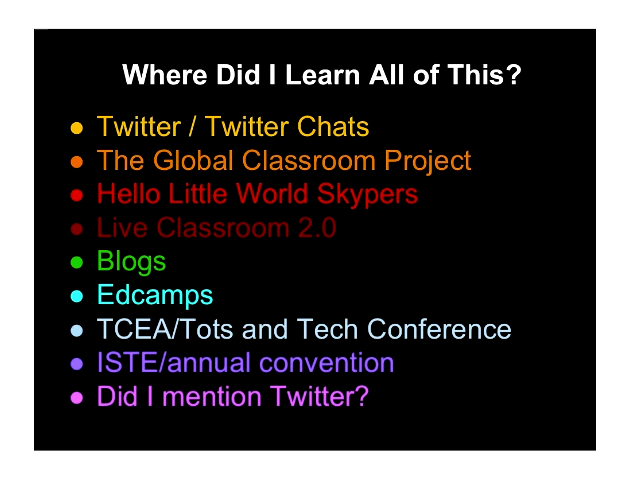 Where Did I Learn All of This?
● Twitter / Twitter Chats
● The Global Classroom Project
● Hello Little World Skypers
● Live Classroom 2.0
● Blogs
● Edcamps
● TCEA/Tots and Tech Conference
● ISTE/annual convention
● Did I mention Twitter?